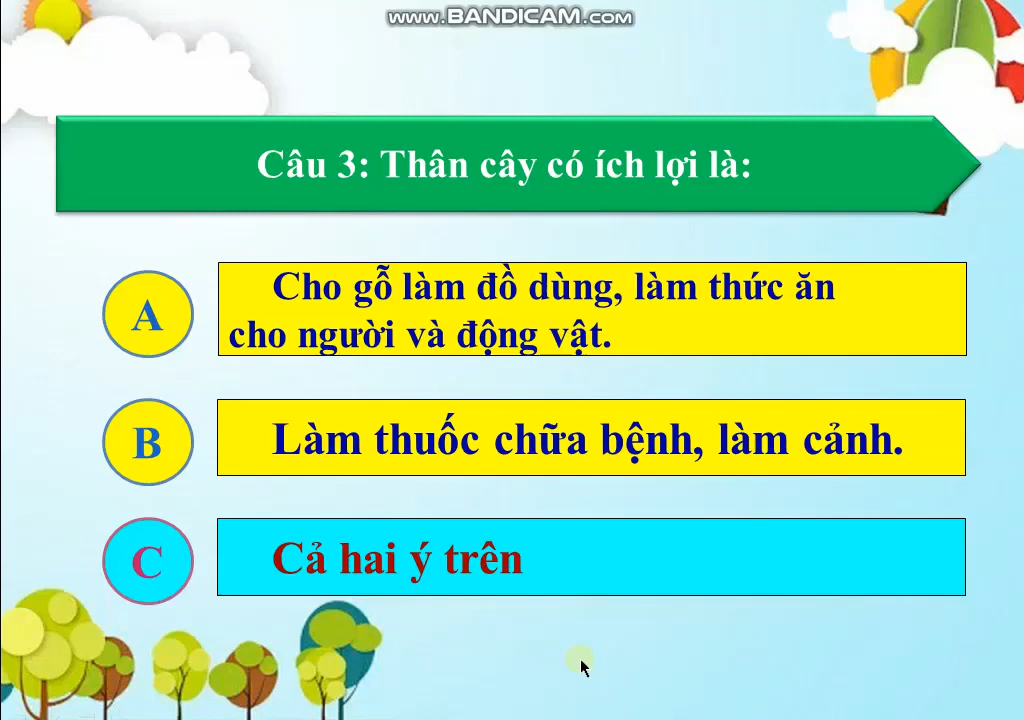 www.BANDICAM.com
Câu 3: Thân cây có ích lợi là:
A
Cho gỗ làm đồ dùng, làm thức ăn
cho người và động vật.
B
Làm thuốc chữa bệnh, làm cảnh.
C
Cả hai ý trên